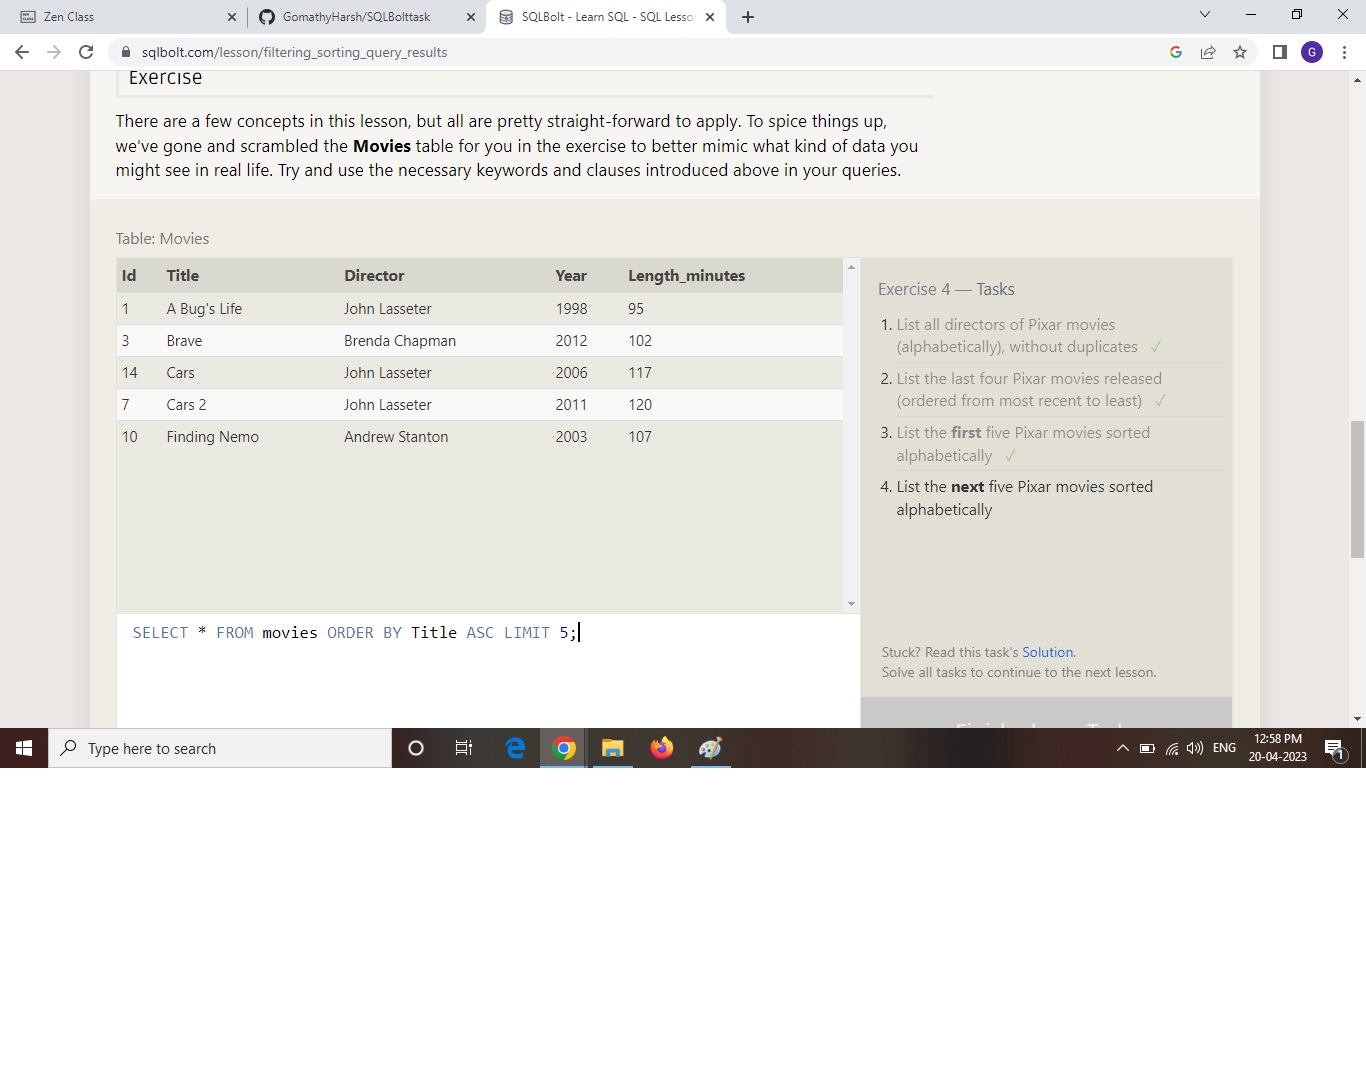 Zen Class
GomathyHarsh/SQLBolttask
SQLBolt - Learn SQL - SQL Lesso
sqlbolt.com/lesson/filtering_sorting_query_results
G
Exercise
There are a few concepts in this lesson, but all are pretty straight-forward to apply. To spice things up,
we've gone and scrambled the Movies table for you in the exercise to better mimic what kind of data you
might see in real life. Try and use the necessary keywords and clauses introduced above in your queries.
Table: Movies
Id Title Director Year Length_minutes
1 A Bug's Life John Lasseter 1998 95
3 Brave Brenda Chapman 2012 102
14 Cars John Lasseter 2006 117
7 Cars 2 John Lasseter 2011 120
10 Finding Nemo Andrew Stanton 2003 107
SELECT * FROM movies ORDER BY Title ASC LIMIT 5;
Exercise 4 — Tasks
1. List all directors of Pixar movies
(alphabetically), without duplicates ✓
2. List the last four Pixar movies released
(ordered from most recent to least) ✓
3. List the first five Pixar movies sorted
alphabetically ✓
4. List the next five Pixar movies sorted
alphabetically
Stuck? Read this task's Solution.
Solve all tasks to continue to the next lesson.
Type here to search
ENG
12:58 PM
20-04-2023
1